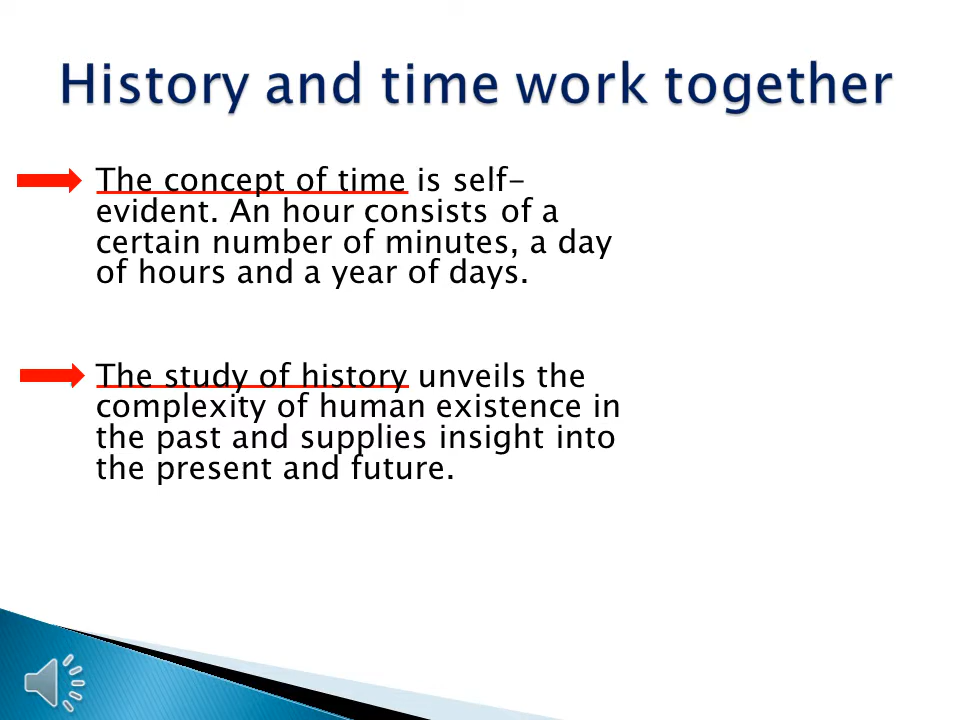 History and time work together
The concept of time is self-
evident. An hour consists of a
certain number of minutes, a day
of hours and a year of days.
The study of history unveils the
complexity of human existence in
the past and supplies insight into
the present and future.